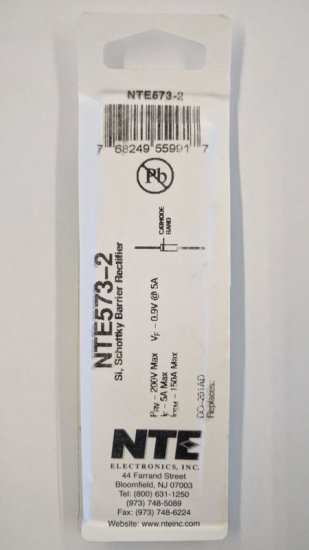 NTE573-2
7 68249 55991 7
Pb
CATHODE
BAND
NTE573-2
Si, Schottky Barrier Rectifier
PRV - 200V Max VF - 0.9V @ 5A
IF - 5A Max
IFSM - 150A Max
DO-201AD
Replaces:
NTE
ELECTRONICS, INC.
44 Farrand Street
Bloomfield, NJ 07003
Tel: (800) 631-1250
(973) 748-5089
Fax: (973) 748-6224
Website: www.nteinc.com